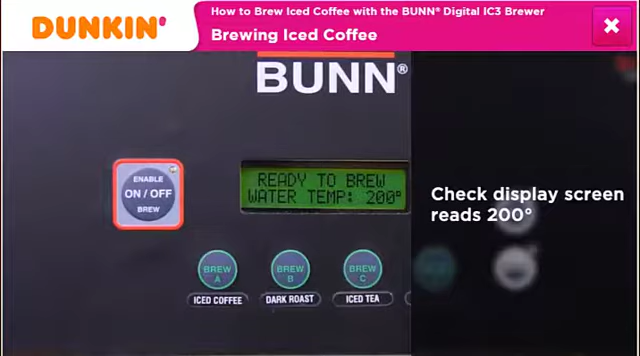 DUNKIN'
How to Brew Iced Coffee with the BUNN® Digital IC3 Brewer
Brewing Iced Coffee
BUNN®
ENABLE
ON / OFF
BREW
READY TO BREW
WATER TEMP: 200°
Check display screen
reads 200°
BREW
A
BREW
B
BREW
C
ICED COFFEE
DARK ROAST
ICED TEA